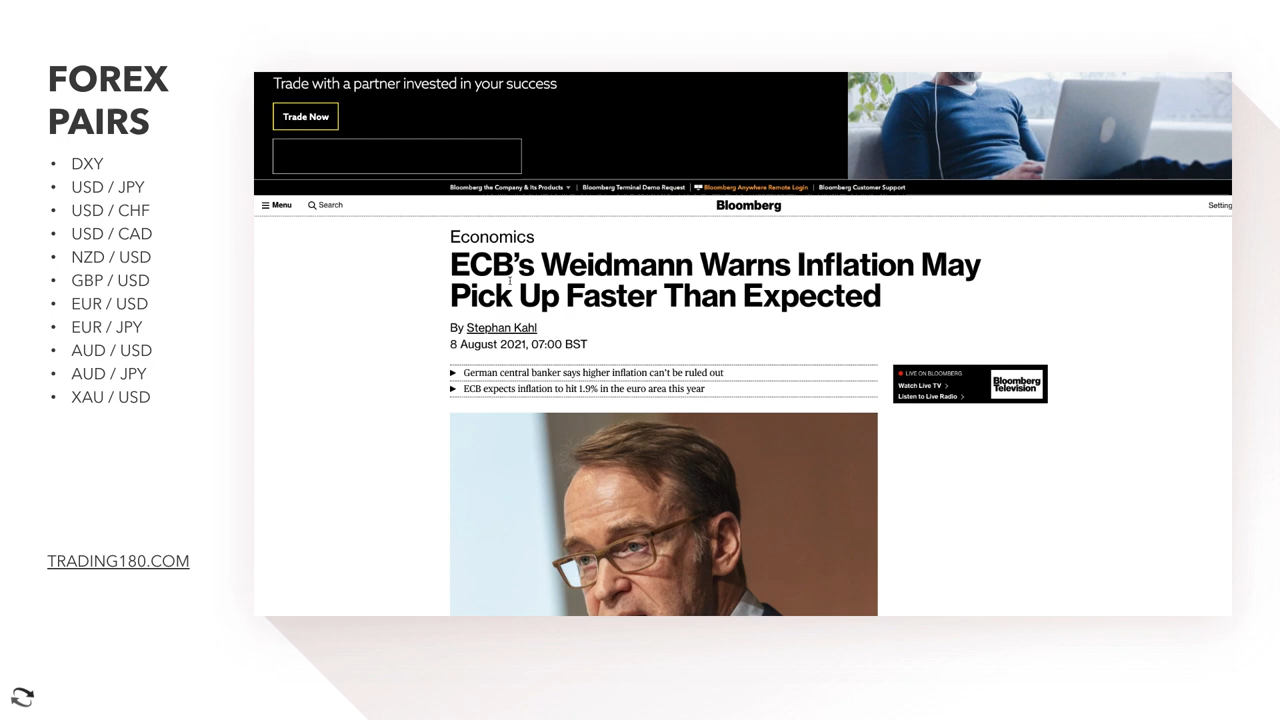 FOREX
PAIRS
• DXY
• USD / JPY
• USD / CHF
• USD / CAD
• NZD / USD
• GBP / USD
• EUR / USD
• EUR / JPY
• AUD / USD
• AUD / JPY
• XAU / USD
TRADING180.COM
Trade with a partner invested in your success
Trade Now
Bloomberg the Company & Its Products ▼ | Bloomberg Terminal Demo Request | Bloomberg Anywhere Remote Login | Bloomberg Customer Support
Menu Search Bloomberg Setting
Economics
ECB's Weidmann Warns Inflation May
Pick Up Faster Than Expected
By Stephan Kahl
8 August 2021, 07:00 BST
▶ German central banker says higher inflation can't be ruled out
▶ ECB expects inflation to hit 1.9% in the euro area this year
LIVE ON BLOOMBERG
Watch Live TV >
Listen to Live Radio >
Bloomberg
Television